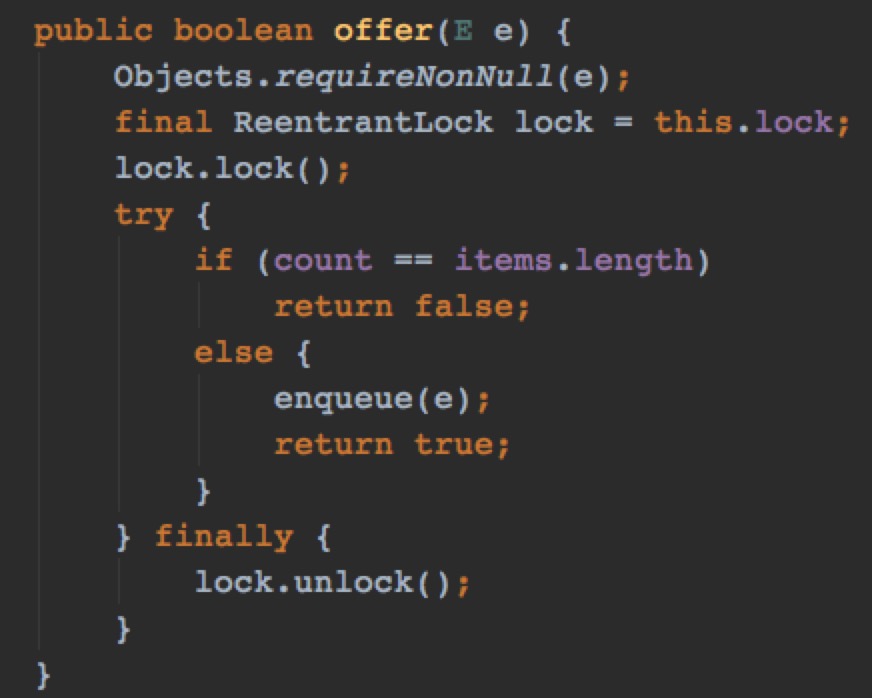 public boolean offer(E e) {
Objects.requireNonNull(e);
final ReentrantLock lock = this.lock;
lock.lock();
try {
if (count == items.length)
return false;
else {
enqueue(e);
return true;
}
} finally {
lock.unlock();
}
}